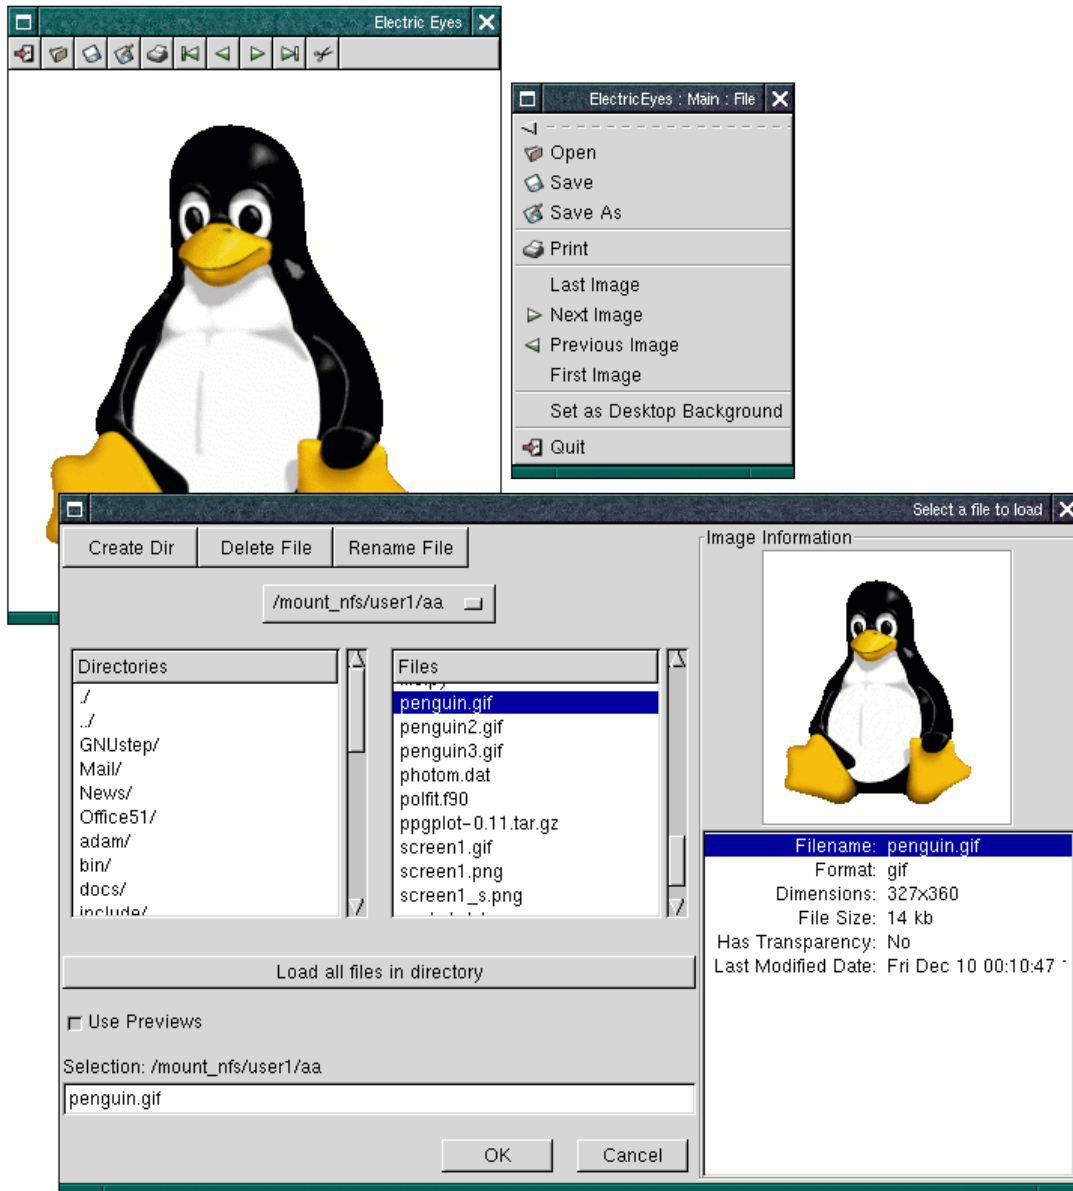 Electric Eyes
ElectricEyes : Main : File
Open
Save
Save As
Print
Last Image
Next Image
Previous Image
First Image
Set as Desktop Background
Quit
Select a file to load
Create Dir
Delete File
Rename File
/mount_nfs/user1/aa
Directories
./
../
GNUstep/
Mail/
News/
Office51/
adam/
bin/
docs/
include/
Files
penguin.gif
penguin2.gif
penguin3.gif
photom.dat
polfit.f90
ppgplot-0.11.tar.gz
screen1.gif
screen1.png
screen1_s.png
Load all files in directory
Use Previews
Selection: /mount_nfs/user1/aa
penguin.gif
OK
Cancel
Image Information
Filename: penguin.gif
Format: gif
Dimensions: 327x360
File Size: 14 kb
Has Transparency: No
Last Modified Date: Fri Dec 10 00:10:47